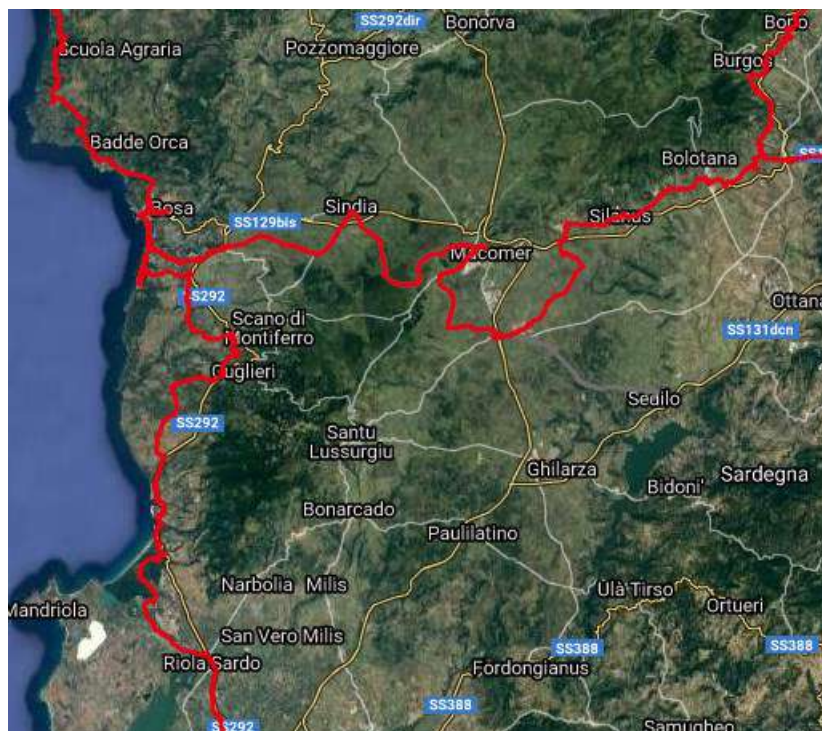 SS292dir
Bonorva
Bono
Scuola Agraria
Pozzomaggiore
Burgos
Badde Orca
Bolotana
SS1
Bosa
Sindia
SS129bis
Silanus
Macomer
SS292
Ottana
Scano di
Montiferro
SS131dcn
Cuglieri
Seuilo
SS292
Santu
Lussurgiu
Ghilarza
Sardegna
Bidoni'
Bonarcado
Paulilatino
Mandriola
Narbolia
Milis
Ula Tirso
Ortueri
San Vero Milis
SS388
SS388
Riola Sardo
Fordongianus
SS388
SS292
Samugheo